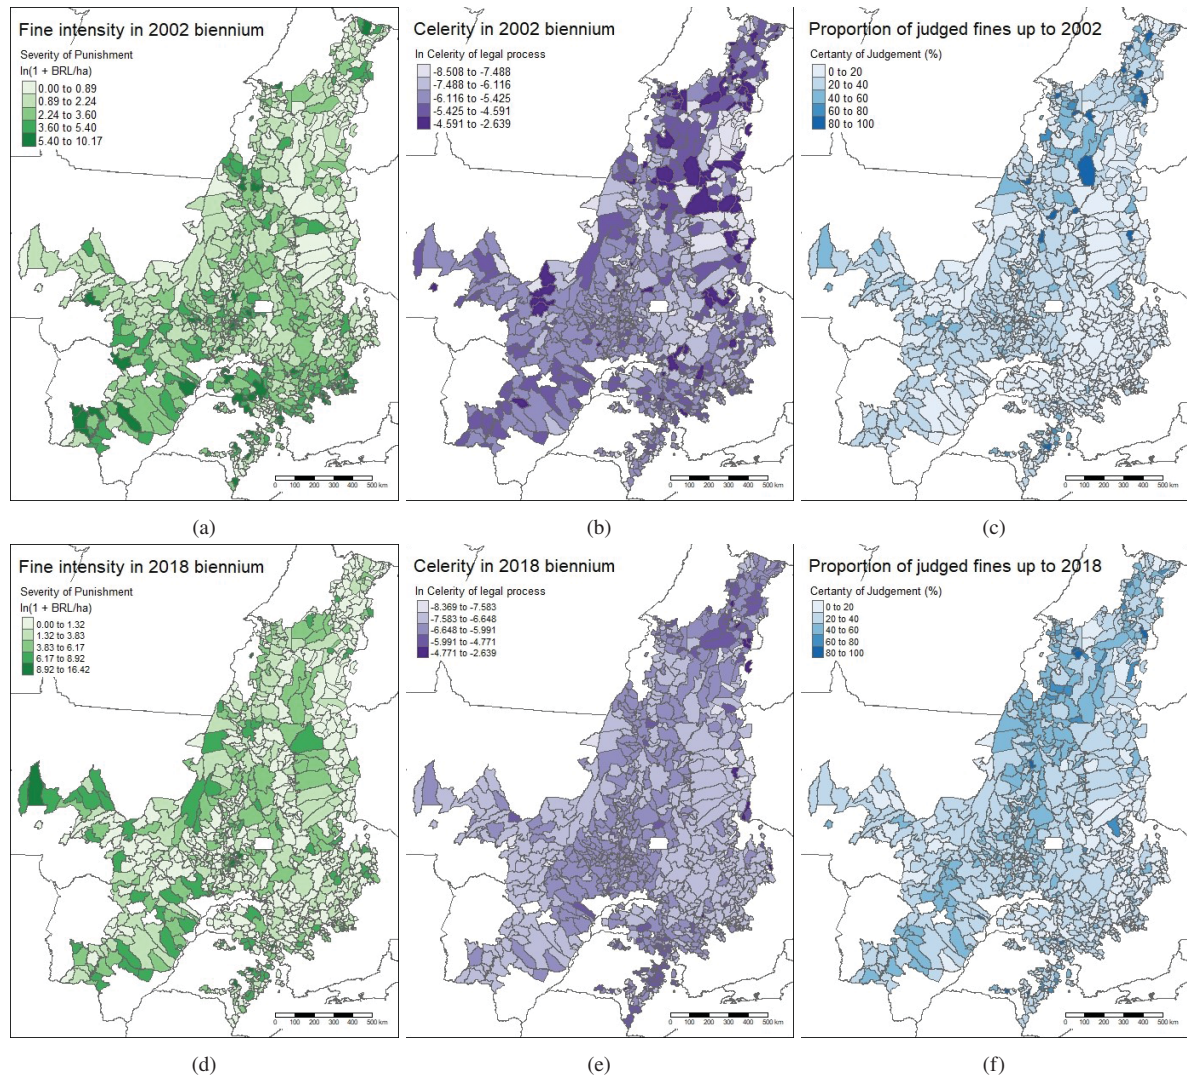 Fine intensity in 2002 biennium
Severity of Punishment
ln(1 + BRL/ha)
0.00 to 0.89
0.89 to 2.24
2.24 to 3.60
3.60 to 5.40
5.40 to 10.17
0 100 200 300 400 500 km
(a)
Celerity in 2002 biennium
ln Celerity of legal process
-8.508 to -7.488
-7.488 to -6.116
-6.116 to -5.425
-5.425 to -4.591
-4.591 to -2.639
0 100 200 300 400 500 km
(b)
Proportion of judged fines up to 2002
Certanty of Judgement (%)
0 to 20
20 to 40
40 to 60
60 to 80
80 to 100
0 100 200 300 400 500 km
(c)
Fine intensity in 2018 biennium
Severity of Punishment
ln(1 + BRL/ha)
0.00 to 1.32
1.32 to 3.83
3.83 to 6.17
6.17 to 8.92
8.92 to 16.42
0 100 200 300 400 500 km
(d)
Celerity in 2018 biennium
ln Celerity of legal process
-8.369 to -7.583
-7.583 to -6.648
-6.648 to -5.991
-5.991 to -4.771
-4.771 to -2.639
0 100 200 300 400 500 km
(e)
Proportion of judged fines up to 2018
Certanty of Judgement (%)
0 to 20
20 to 40
40 to 60
60 to 80
80 to 100
0 100 200 300 400 500 km
(f)